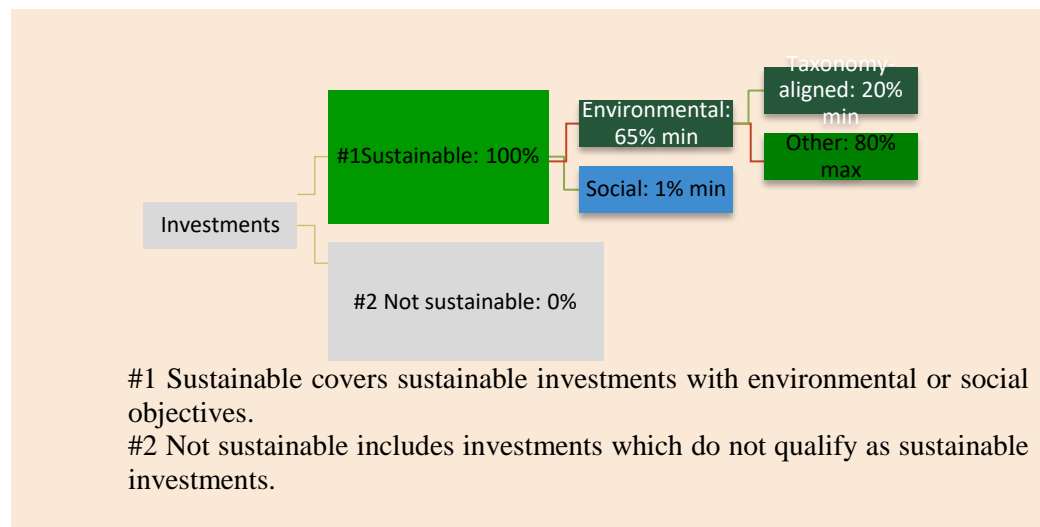 Taxonomy-
aligned: 20%
min
Environmental:
65% min
Other: 80%
max
#1Sustainable: 100%
Social: 1% min
Investments
#2 Not sustainable: 0%
#1 Sustainable covers sustainable investments with environmental or social
objectives.
#2 Not sustainable includes investments which do not qualify as sustainable
investments.